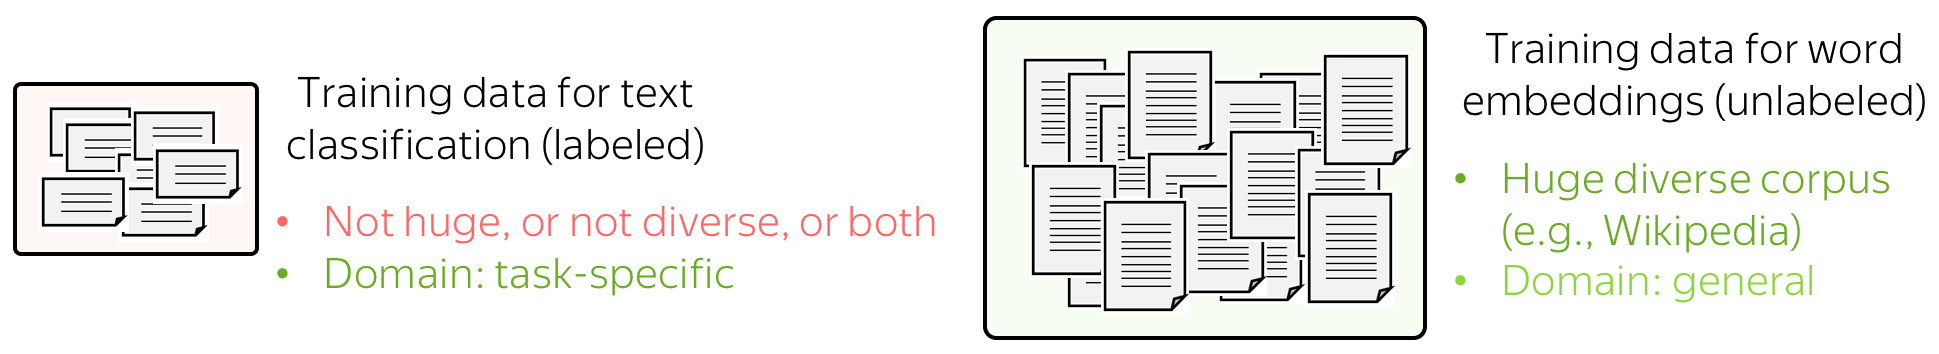 Training data for text
classification (labeled)
• Not huge, or not diverse, or both
• Domain: task-specific
Training data for word
embeddings (unlabeled)
• Huge diverse corpus
(e.g., Wikipedia)
• Domain: general